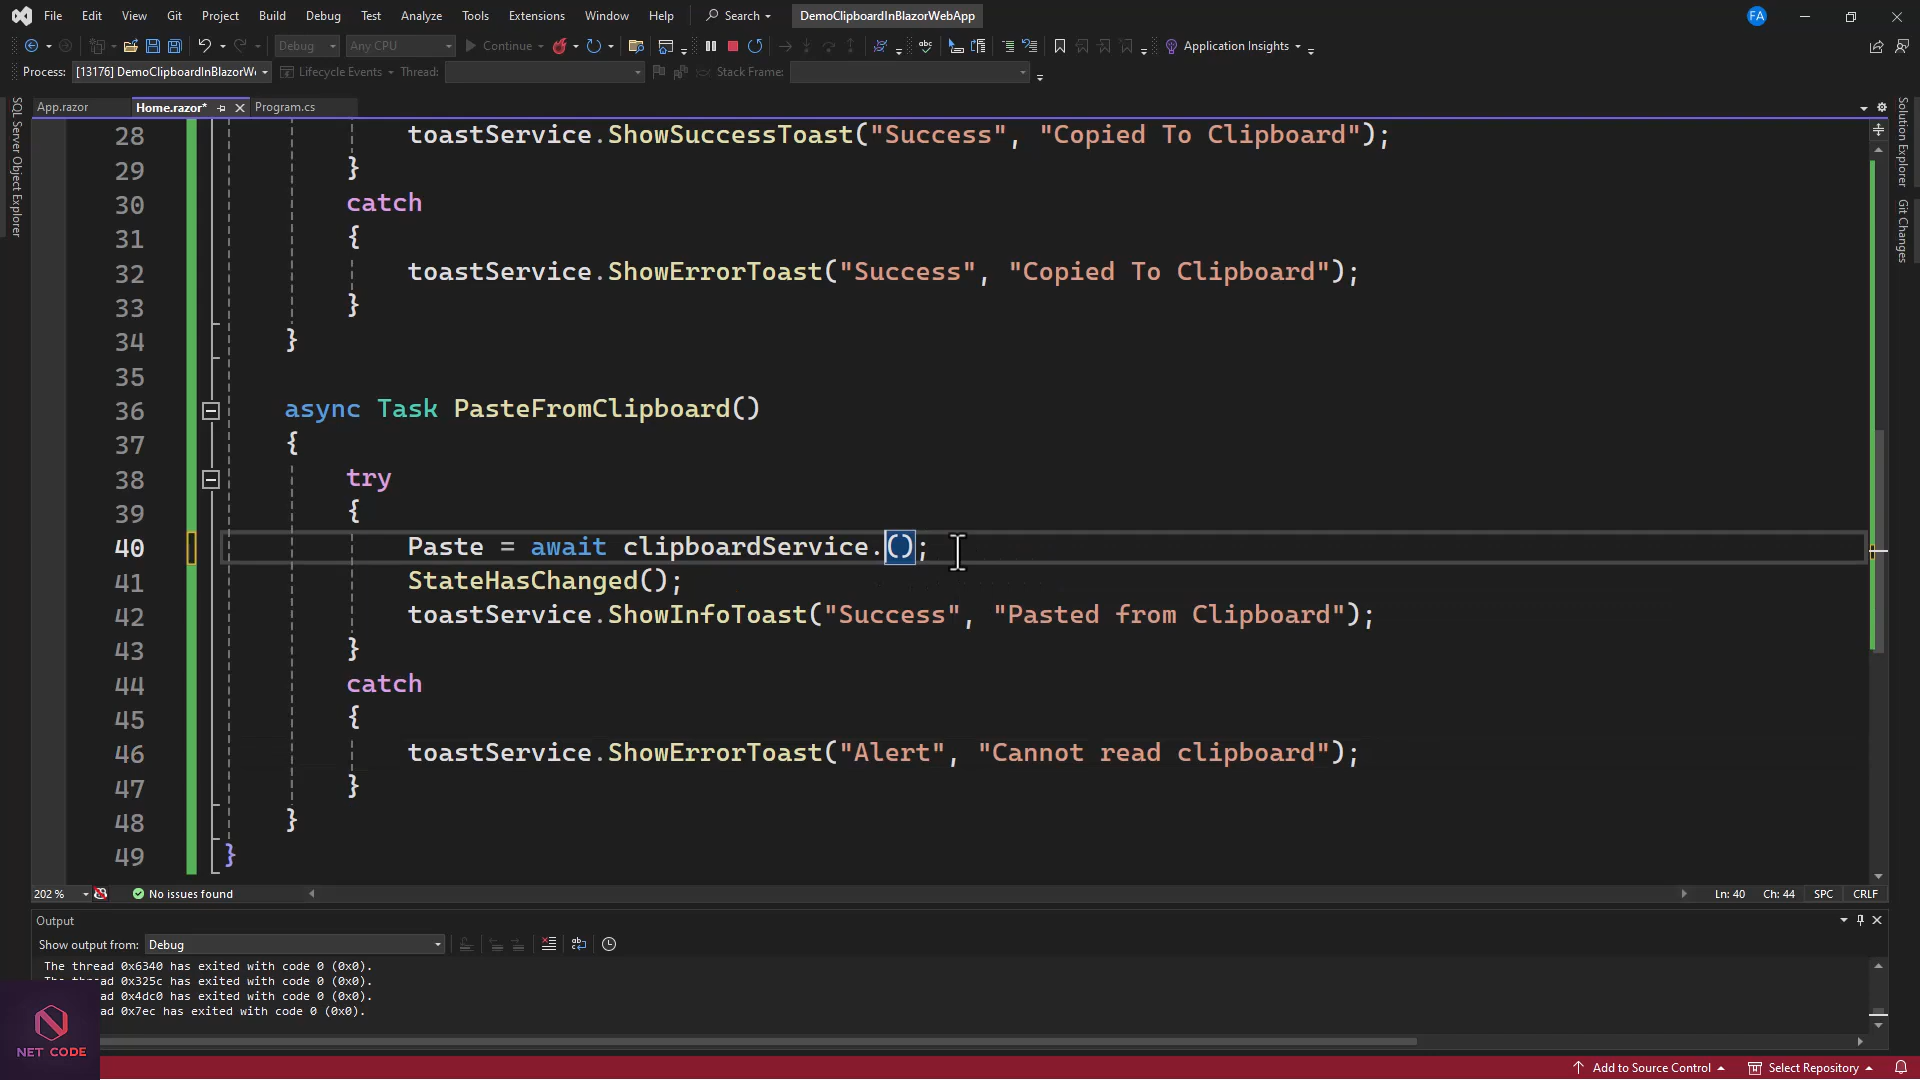 File Edit View Git Project Build Debug Test Analyze Tools Extensions Window Help Search DemoClipboardInBlazorWebApp FA
Debug Any CPU Continue Application Insights
Process: [13176] DemoClipboardInBlazorW Lifecycle Events Thread: Stack Frame:
App.razor Home.razor* Program.cs
SQL Server Object Explorer
Solution Explorer
Git Changes
28 toastService.ShowSuccessToast("Success", "Copied To Clipboard");
29 }
30 catch
31 {
32 toastService.ShowErrorToast("Success", "Copied To Clipboard");
33 }
34 }
35
36 async Task PasteFromClipboard()
37 {
38 try
39 {
40 Paste = await clipboardService.();
41 StateHasChanged();
42 toastService.ShowInfoToast("Success", "Pasted from Clipboard");
43 }
44 catch
45 {
46 toastService.ShowErrorToast("Alert", "Cannot read clipboard");
47 }
48 }
49 }
202 % No issues found Ln: 40 Ch: 44 SPC CRLF
Output
Show output from: Debug
The thread 0x6340 has exited with code 0 (0x0).
0x325c has exited with code 0 (0x0).
ad 0x4dc0 has exited with code 0 (0x0).
ad 0x7ec has exited with code 0 (0x0).
NET CODE
Add to Source Control Select Repository